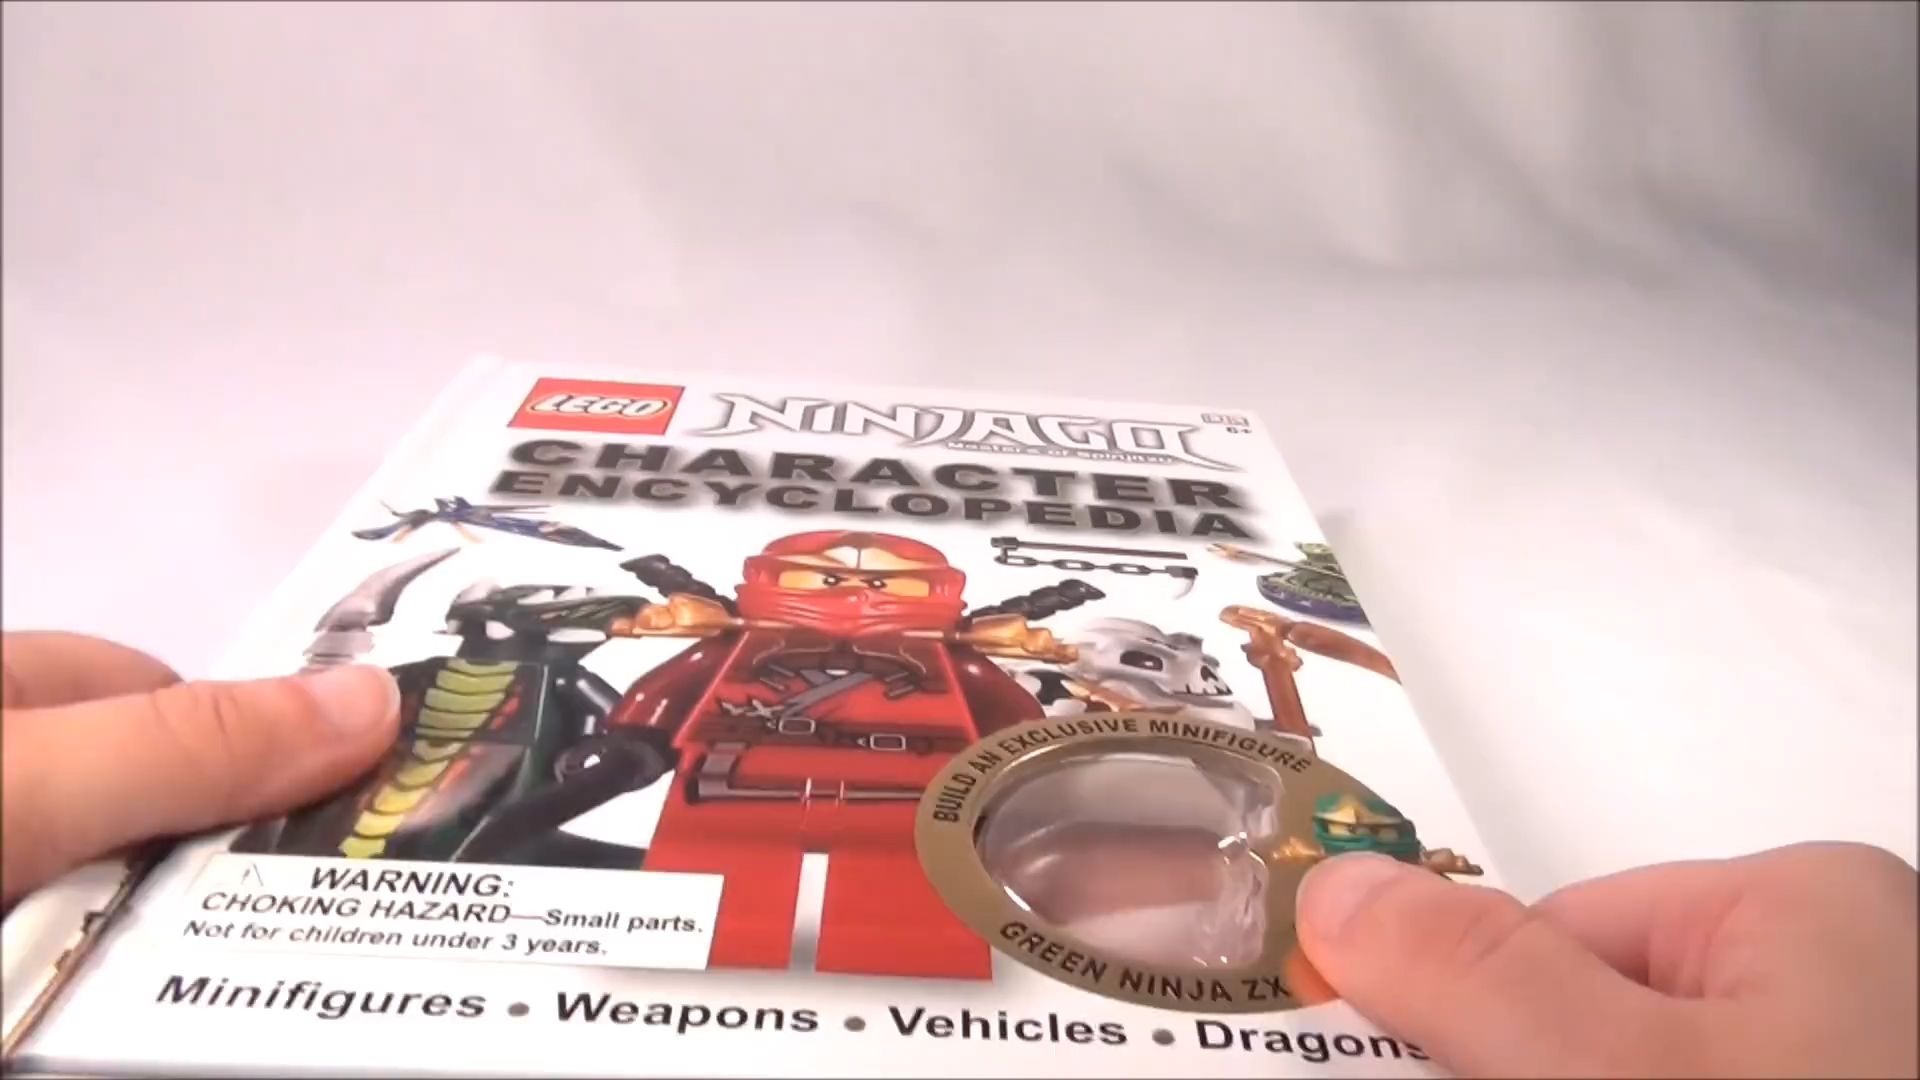 LEGO
NINJAGO
Masters of Spinjitzu
DK
6+
CHARACTER
ENCYCLOPEDIA
BUILD AN EXCLUSIVE MINIFIGURE
GREEN NINJA ZX
WARNING:
CHOKING HAZARD—Small parts.
Not for children under 3 years.
Minifigures • Weapons • Vehicles • Dragons